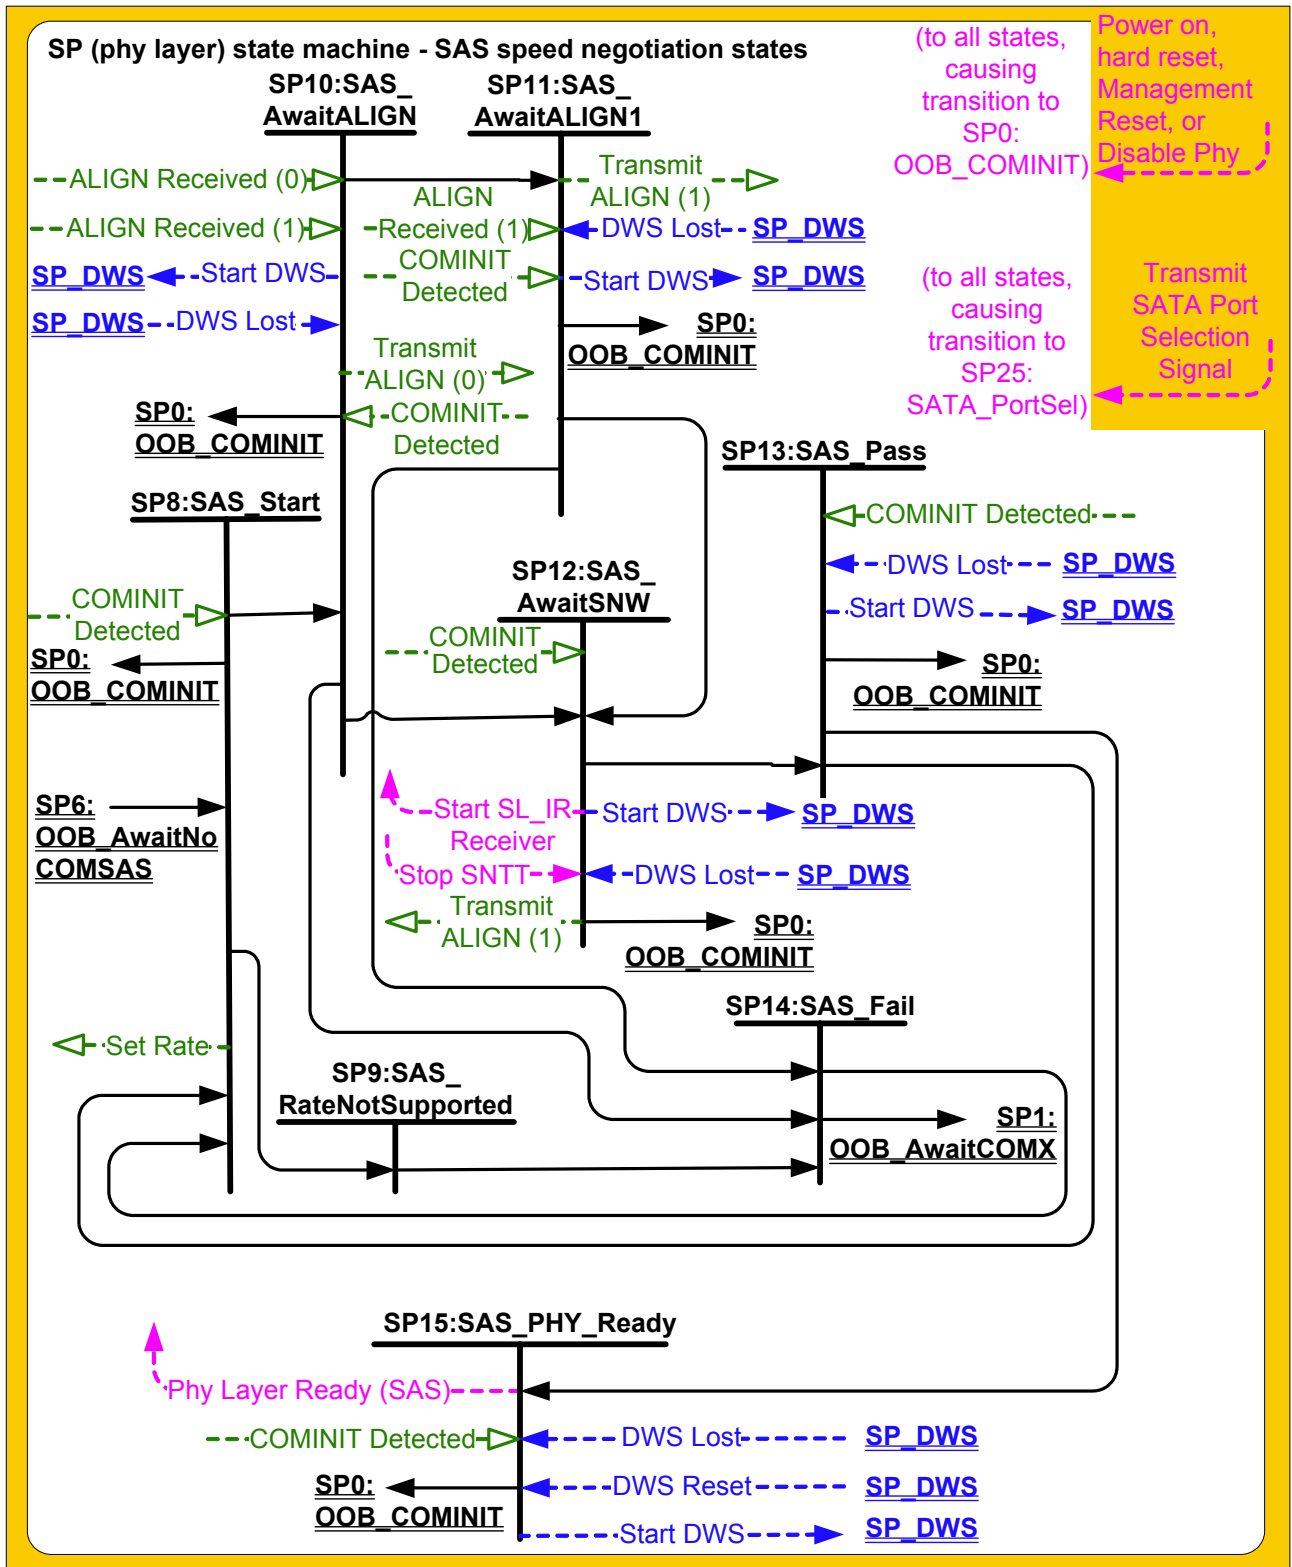 SP (phy layer) state machine - SAS speed negotiation states
(to all states,
causing
transition to
SP0:
OOB_COMINIT)
Power on,
hard reset,
Management
Reset, or
Disable Phy
SP10:SAS_
AwaitALIGN
SP11:SAS_
AwaitALIGN1
ALIGN Received (0)
Transmit
ALIGN (1)
ALIGN Received (1)
ALIGN
Received (1)
DWS Lost
SP_DWS
SP_DWS
Start DWS
COMINIT
Detected
Start DWS
SP_DWS
SP_DWS
DWS Lost
SP0:
OOB_COMINIT
(to all states,
causing
transition to
SP25:
SATA_PortSel)
Transmit
SATA Port
Selection
Signal
Transmit
ALIGN (0)
SP0:
OOB_COMINIT
COMINIT
Detected
SP13:SAS_Pass
SP8:SAS_Start
COMINIT Detected
SP12:SAS_
AwaitSNW
DWS Lost
SP_DWS
Start DWS
SP_DWS
COMINIT
Detected
COMINIT
Detected
SP0:
OOB_COMINIT
SP0:
OOB_COMINIT
SP6:
OOB_AwaitNo
COMSAS
Start SL_IR
Receiver
Start DWS
SP_DWS
Stop SNTT
DWS Lost
SP_DWS
Transmit
ALIGN (1)
SP0:
OOB_COMINIT
SP14:SAS_Fail
Set Rate
SP9:SAS_
RateNotSupported
SP1:
OOB_AwaitCOMX
SP15:SAS_PHY_Ready
Phy Layer Ready (SAS)
COMINIT Detected
DWS Lost
SP_DWS
SP0:
OOB_COMINIT
DWS Reset
SP_DWS
Start DWS
SP_DWS